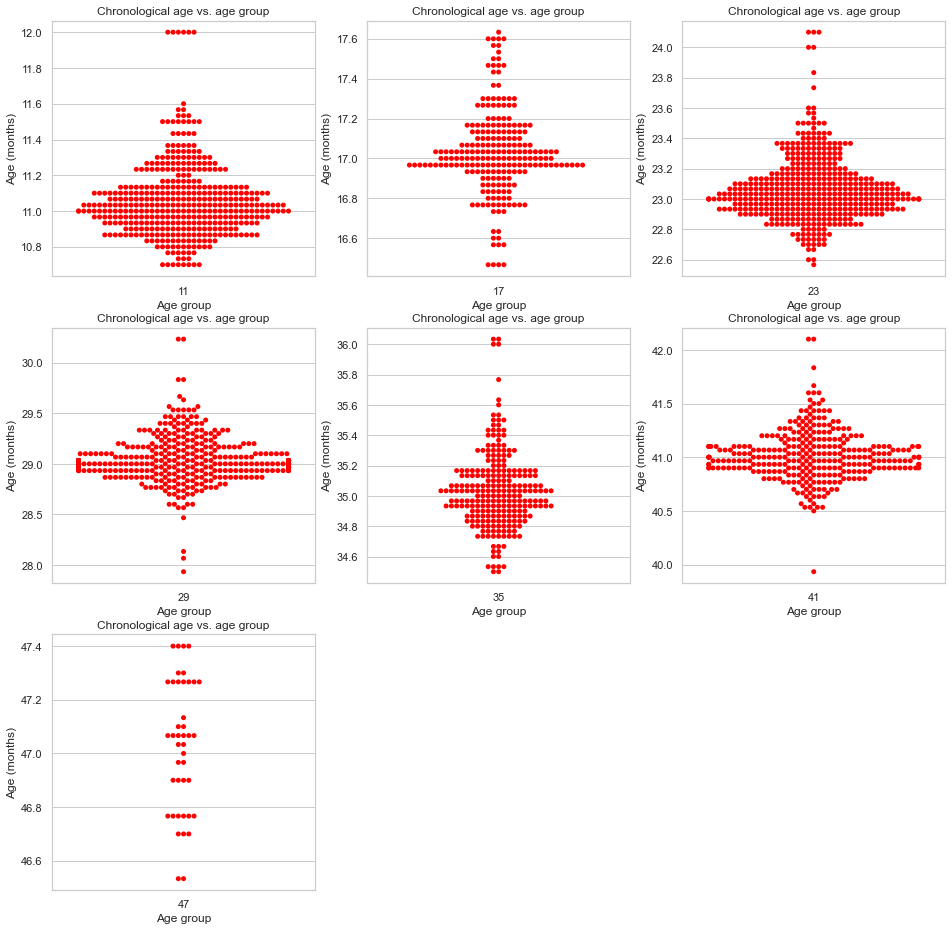 Chronological age vs. age group
Chronological age vs. age group
Chronological age vs. age group
12.0
11.8
11.6
11.4
11.2
11.0
10.8
Age (months)
11
Age group
17.6
17.4
17.2
17.0
16.8
16.6
Age (months)
17
Age group
24.0
23.8
23.6
23.4
23.2
23.0
22.8
22.6
Age (months)
23
Age group
Chronological age vs. age group
Chronological age vs. age group
Chronological age vs. age group
30.0
29.5
29.0
28.5
28.0
Age (months)
29
Age group
36.0
35.8
35.6
35.4
35.2
35.0
34.8
34.6
Age (months)
35
Age group
42.0
41.5
41.0
40.5
40.0
Age (months)
41
Age group
Chronological age vs. age group
47.4
47.2
47.0
46.8
46.6
Age (months)
47
Age group